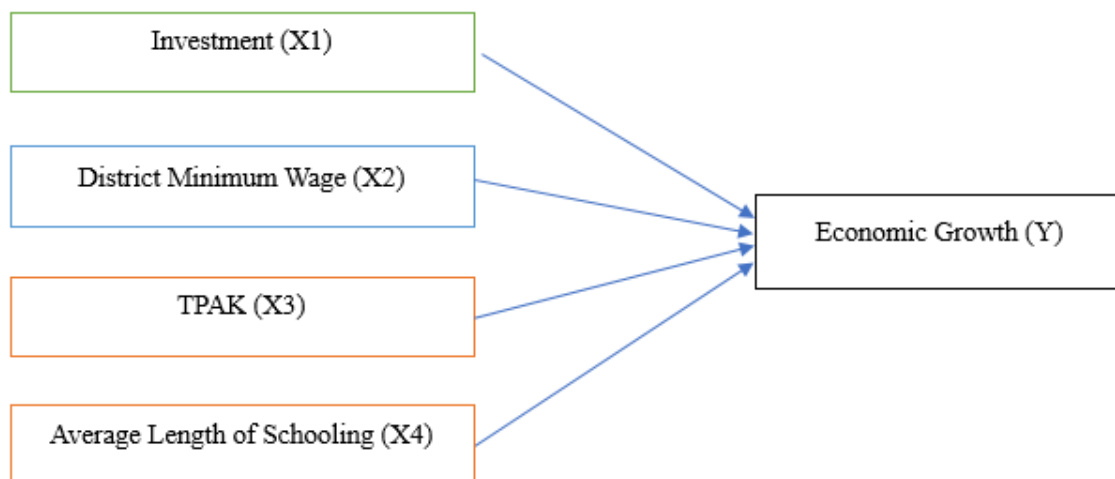 Investment (X1)
District Minimum Wage (X2)
Economic Growth (Y)
TPAK (X3)
Average Length of Schooling (X4)